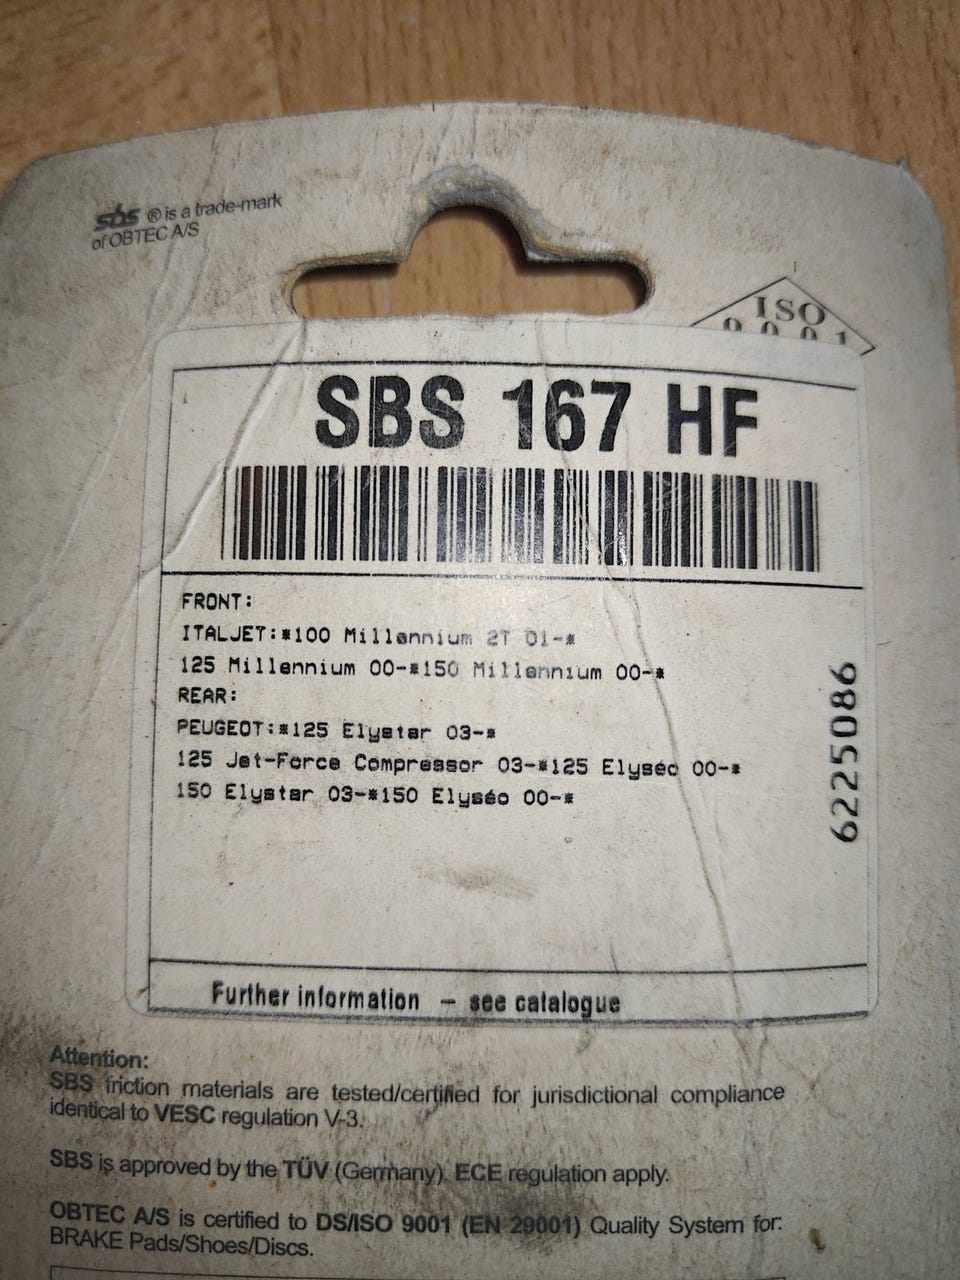 sbs ® is a trade-mark
of OBTEC A/S
ISO
9001
SBS 167 HF
FRONT:
ITALJET:*100 Millennium 2T 01-*
125 Millennium 00-*150 Millennium 00-*
REAR:
PEUGEOT:*125 Elystar 03-*
125 Jet-Force Compressor 03-*125 Elyséo 00-*
150 Elystar 03-*150 Elyséo 00-*
6225086
Further information - see catalogue
Attention:
SBS friction materials are tested/certified for jurisdictional compliance
identical to VESC regulation V-3.
SBS is approved by the TÜV (Germany). ECE regulation apply.
OBTEC A/S is certified to DS/ISO 9001 (EN 29001) Quality System for:
BRAKE Pads/Shoes/Discs.